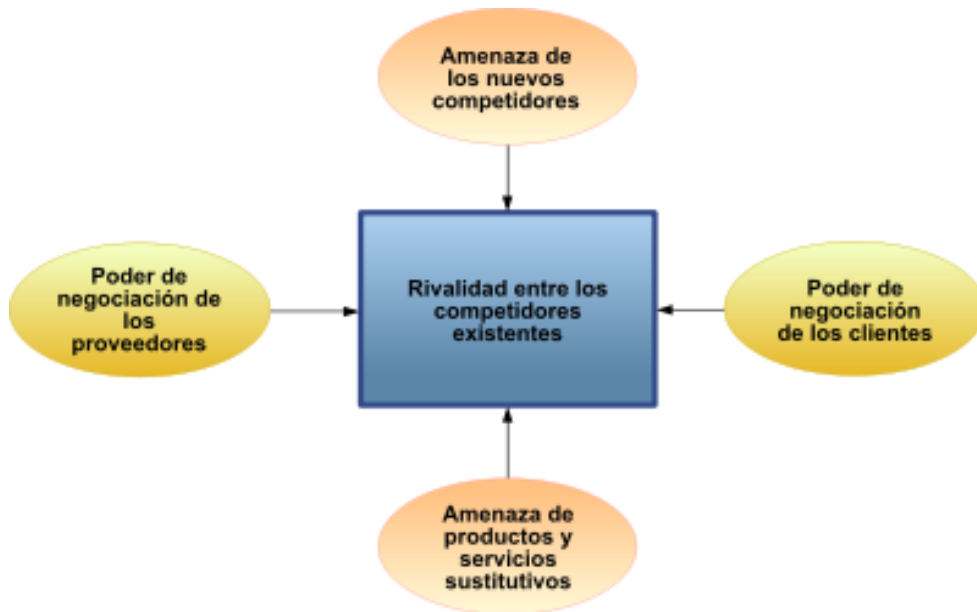 Amenaza de
los nuevos
competidores
Poder de
negociación de
los
proveedores
Rivalidad entre los
competidores
existentes
Poder de
negociación
de los clientes
Amenaza de
productos y
servicios
sustitutivos